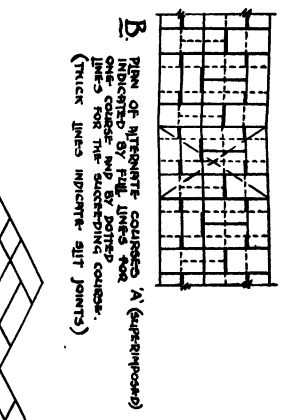 B. PLAN OF ALTERNATE COURSES 'A' (SUPERIMPOSED)
INDICATED BY FULL LINES FOR
ONE COURSE AND BY DOTTED
LINES FOR THE SUCCEEDING COURSE.
(THICK LINES INDICATE SLIT JOINTS)